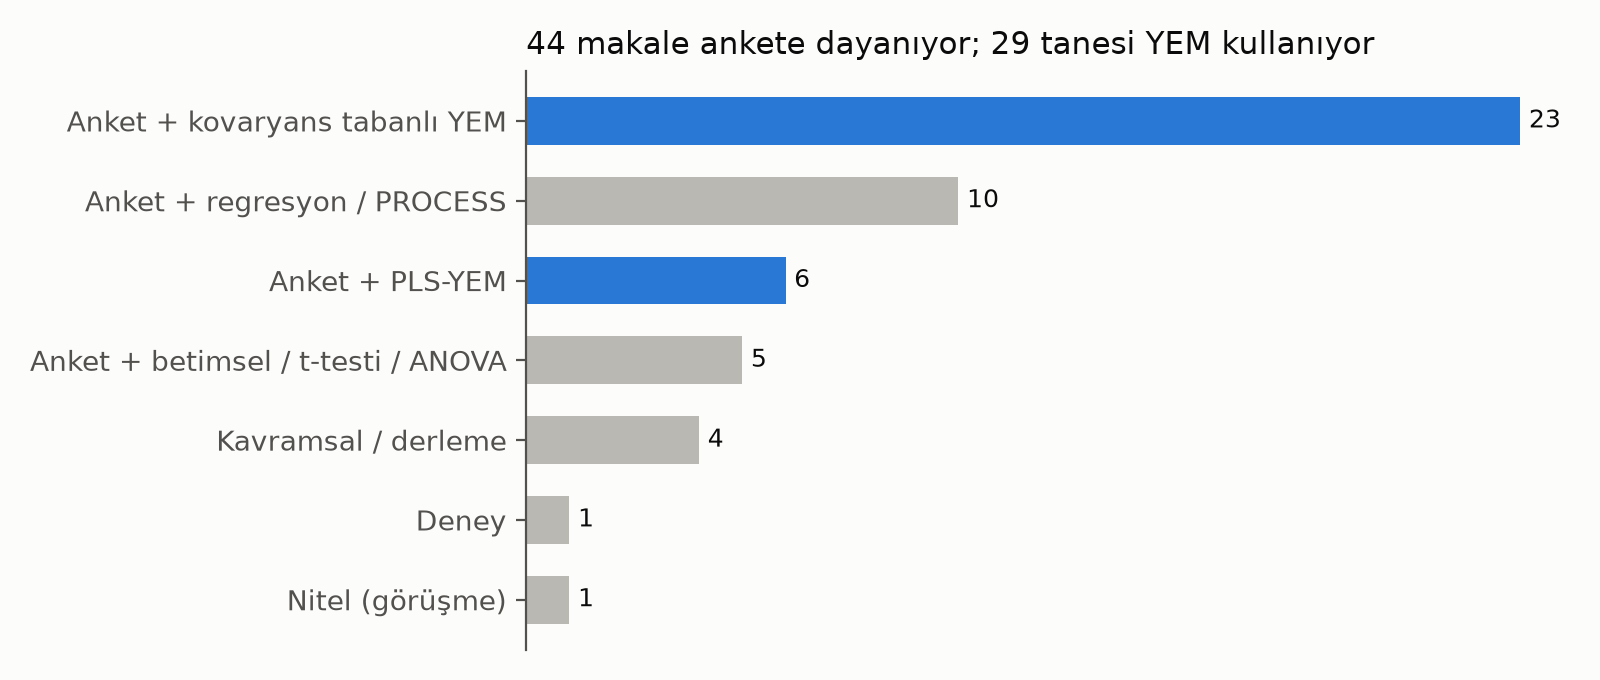 44 makale ankete dayanıyor; 29 tanesi YEM kullanıyor
Anket + kovaryans tabanlı YEM 23
Anket + regresyon / PROCESS 10
Anket + PLS-YEM 6
Anket + betimsel / t-testi / ANOVA 5
Kavramsal / derleme 4
Deney 1
Nitel (görüşme) 1